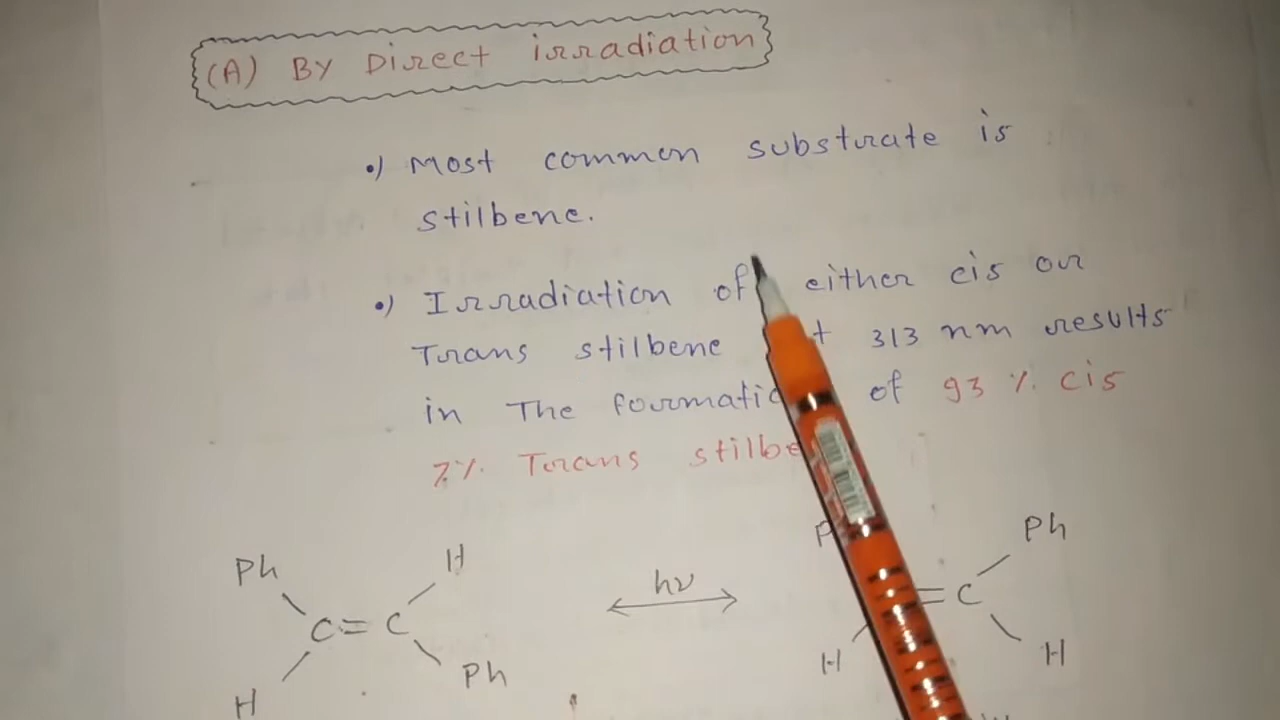 (A) By Direct irradiation
•) Most common substrate is
stilbene.
•) Irradiation of either cis or
Trans stilbene 313 nm results
in The of 93 % cis
7% Trans
Ph H Ph
C=C hν =C
H Ph H H